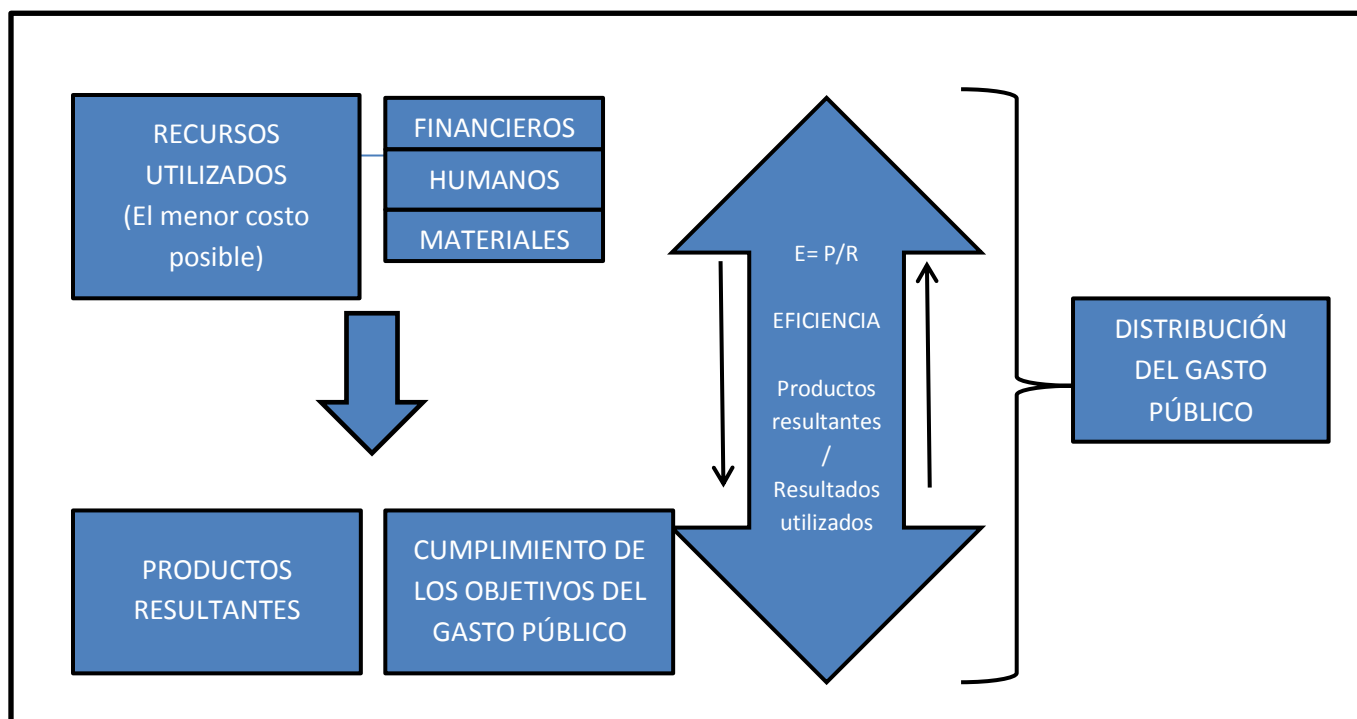 RECURSOS
UTILIZADOS
(El menor costo
posible)
FINANCIEROS
HUMANOS
MATERIALES
PRODUCTOS
RESULTANTES
CUMPLIMIENTO DE
LOS OBJETIVOS DEL
GASTO PÚBLICO
E= P/R
EFICIENCIA
Productos
resultantes
/
Resultados
utilizados
DISTRIBUCIÓN
DEL GASTO
PÚBLICO